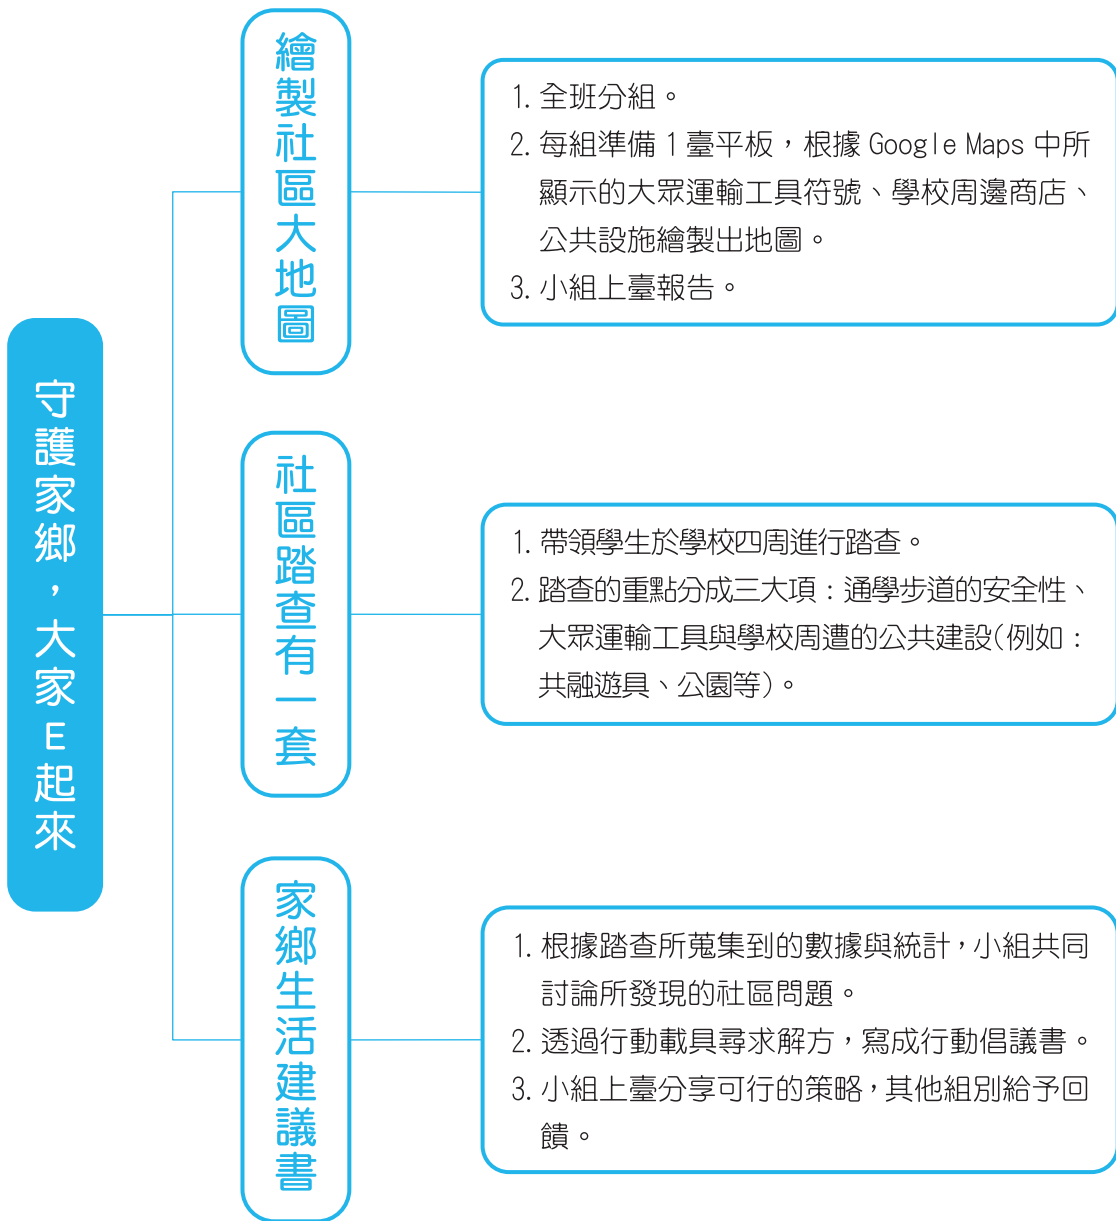 守護家鄉，大家E起來
繪製社區大地圖
1. 全班分組。
2. 每組準備 1 臺平板，根據 Google Maps 中所
顯示的大眾運輸工具符號、學校周邊商店、
公共設施繪製出地圖。
3. 小組上臺報告。
社區踏查有一套
1. 帶領學生於學校四周進行踏查。
2. 踏查的重點分成三大項：通學步道的安全性、
大眾運輸工具與學校周遭的公共建設(例如：
共融遊具、公園等)。
家鄉生活建議書
1. 根據踏查所蒐集到的數據與統計，小組共同
討論所發現的社區問題。
2. 透過行動載具尋求解方，寫成行動倡議書。
3. 小組上臺分享可行的策略，其他組別給予回
饋。